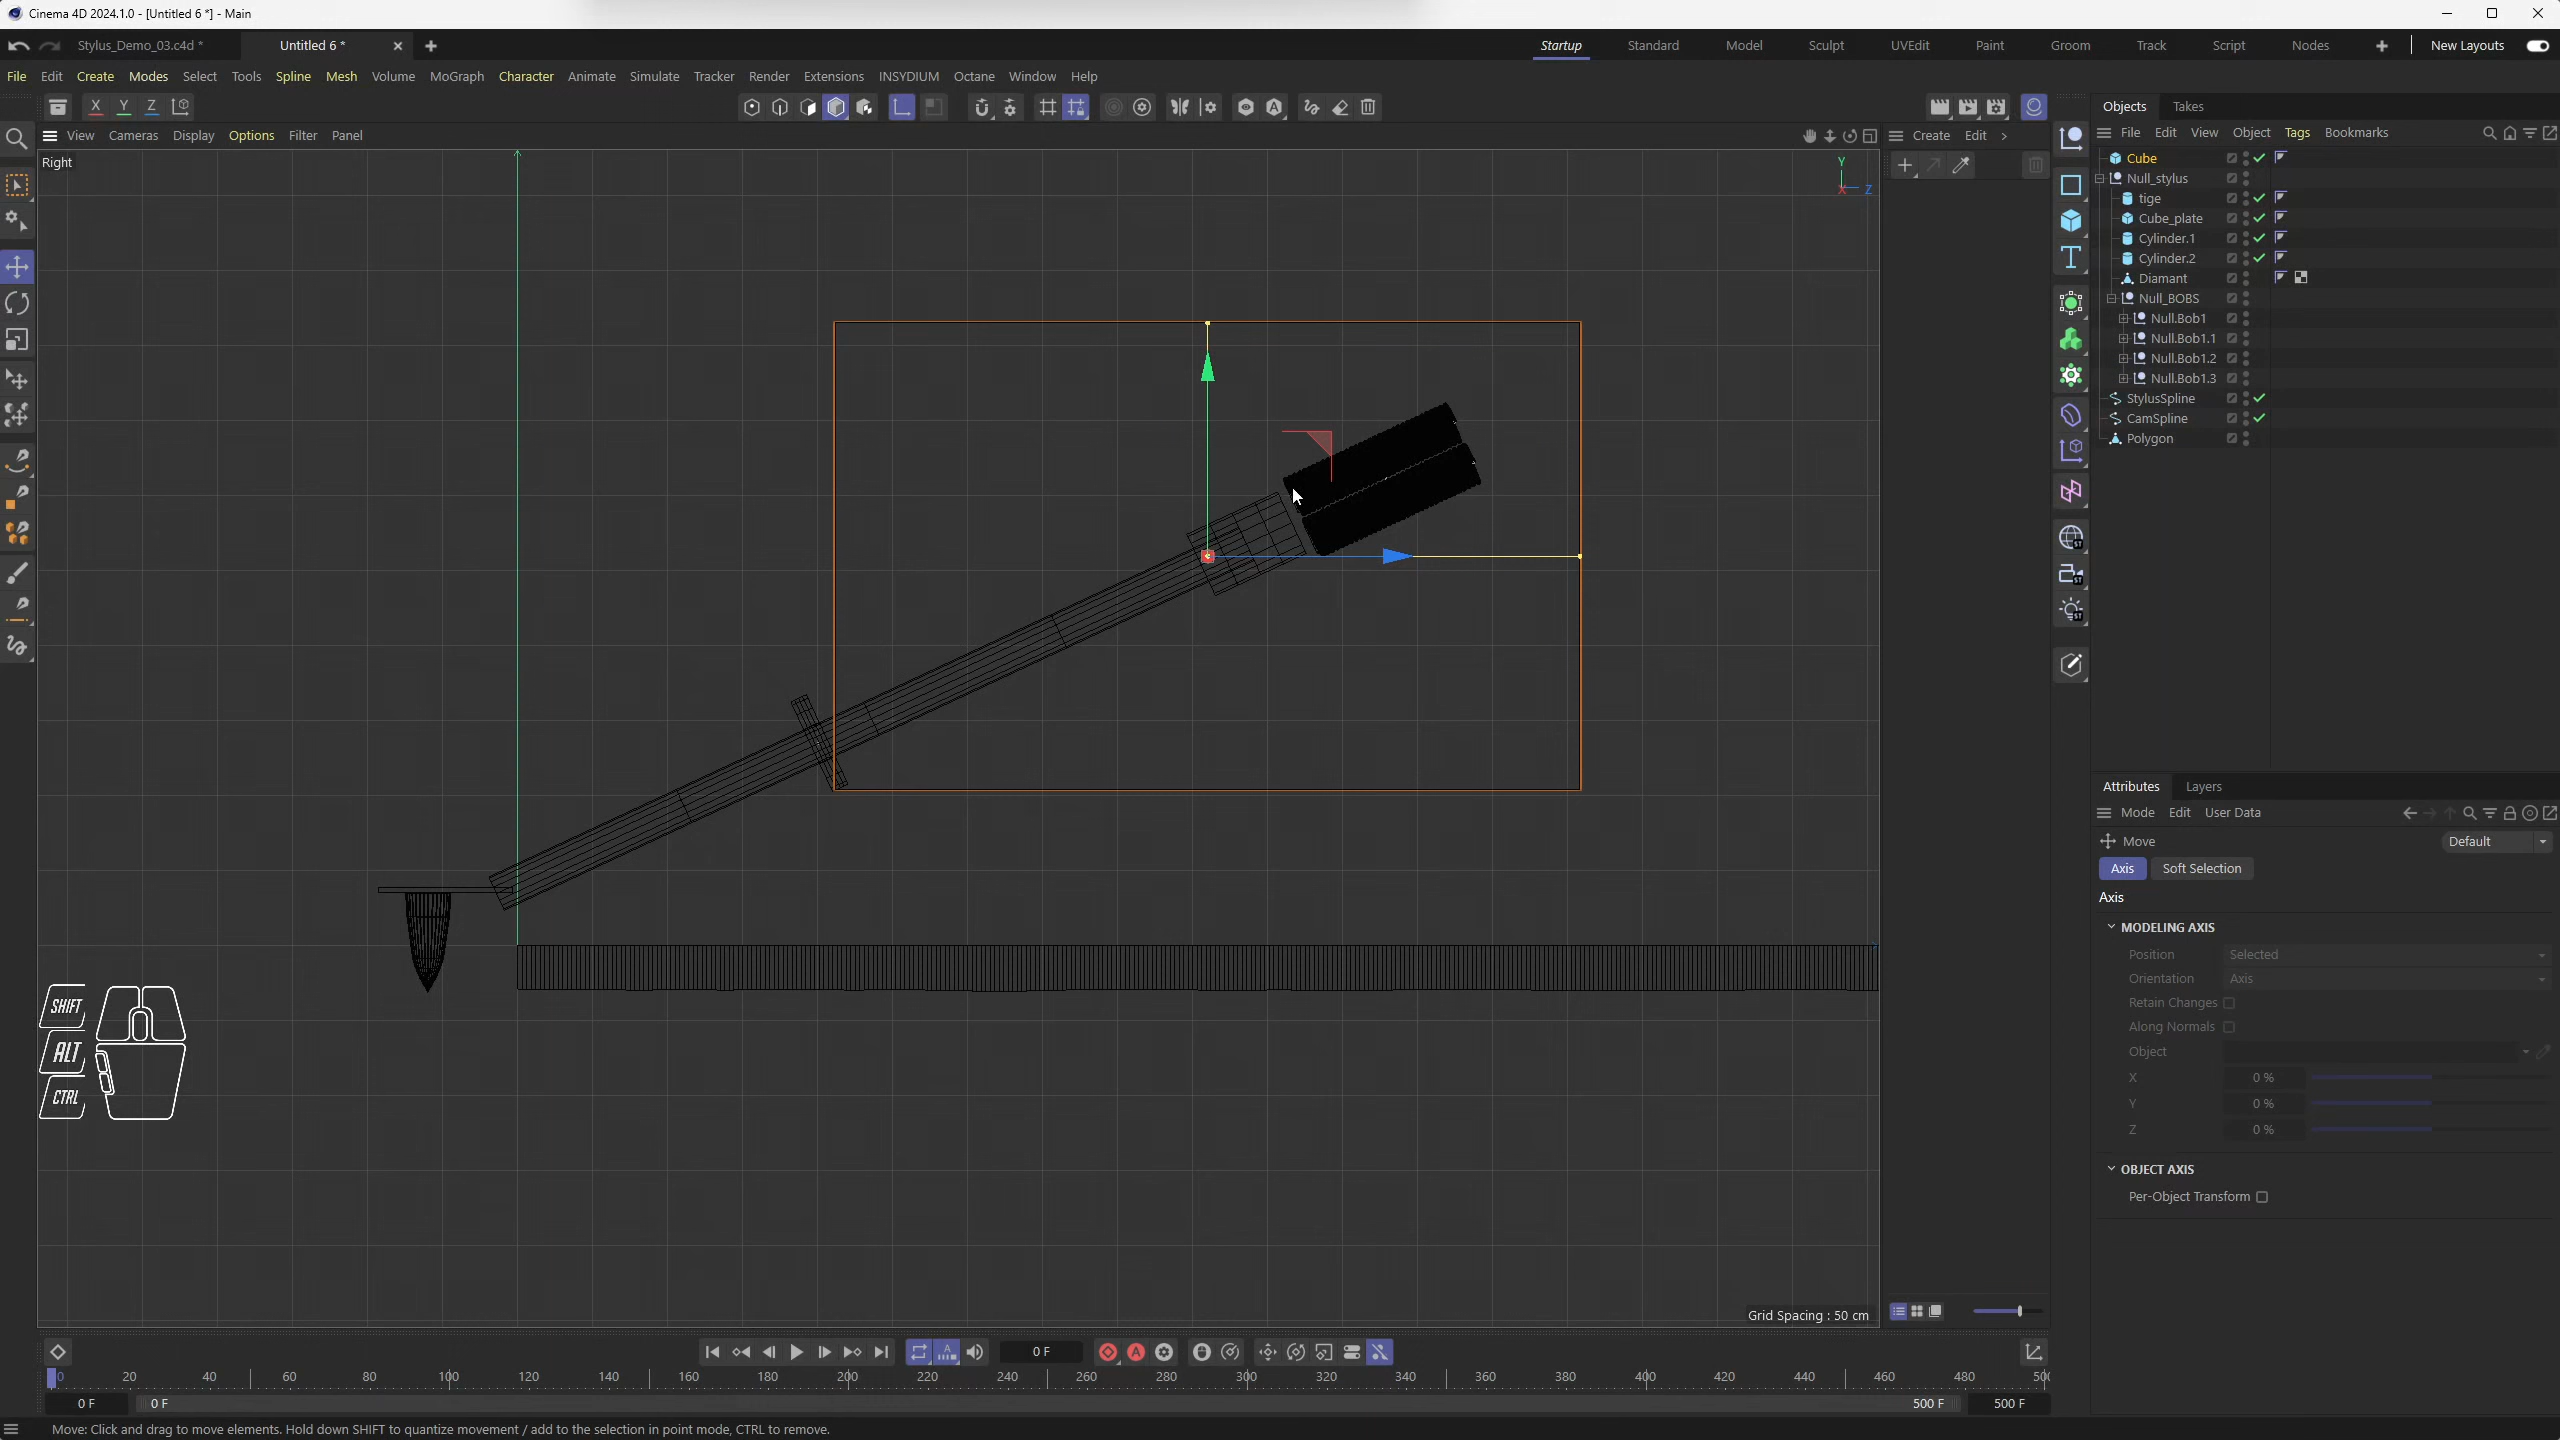 Cinema 4D 2024.1.0 - [Untitled 6 *] - Main
Stylus_Demo_03.c4d *
Untitled 6 *
Startup
Standard
Model
Sculpt
UVEdit
Paint
Groom
Track
Script
Nodes
New Layouts
File Edit Create Modes Select Tools Spline Mesh Volume MoGraph Character Animate Simulate Tracker Render Extensions INSYDIUM Octane Window Help
X Y Z
Objects Takes
View Cameras Display Options Filter Panel
Create Edit
File Edit View Object Tags Bookmarks
Right
Y
X Z
Cube
Null_stylus
tige
Cube_plate
Cylinder.1
Cylinder.2
Diamant
Null_BOBS
Null.Bob1
Null.Bob1.1
Null.Bob1.2
Null.Bob1.3
StylusSpline
CamSpline
Polygon
Attributes Layers
Mode Edit User Data
Move
Default
Axis Soft Selection
Axis
MODELING AXIS
Position Selected
Orientation Axis
Retain Changes
Along Normals
Object
X 0 %
Y 0 %
Z 0 %
OBJECT AXIS
Per-Object Transform
SHIFT
ALT
CTRL
Grid Spacing : 50 cm
0 F
0 20 40 60 80 100 120 140 160 180 200 220 240 260 280 300 320 340 360 380 400 420 440 460 480 500
0 F 0 F 500 F 500 F
Move: Click and drag to move elements. Hold down SHIFT to quantize movement / add to the selection in point mode, CTRL to remove.